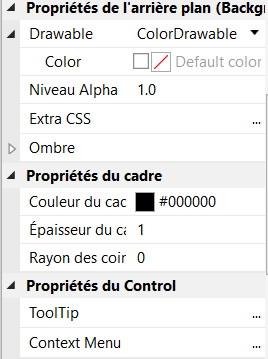 Propriétés de l'arrière plan (Backgr
Drawable ColorDrawable
Color Default color
Niveau Alpha 1.0
Extra CSS ...
Ombre
Propriétés du cadre
Couleur du cad #000000
Épaisseur du ca 1
Rayon des coir 0
Propriétés du Control
ToolTip ...
Context Menu ...